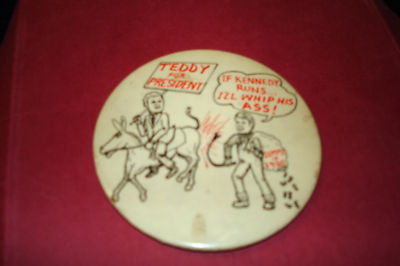 TEDDY
FOR
PRESIDENT
IF KENNEDY
RUNS
I'LL WHIP HIS
ASS!